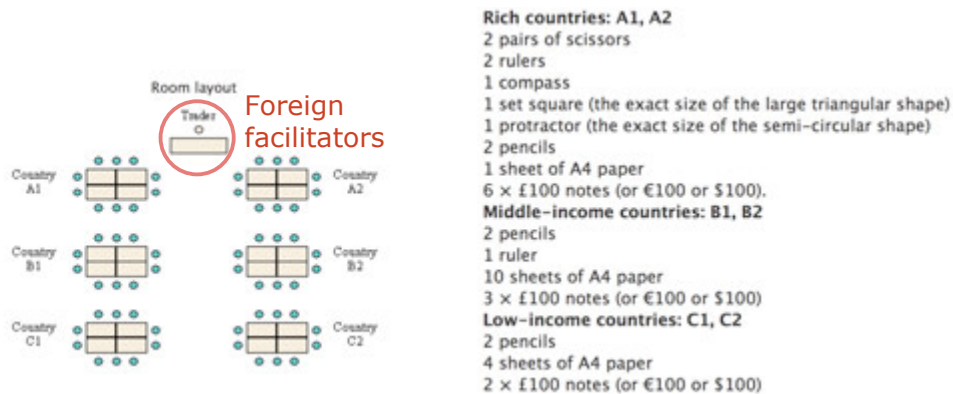 Room layout
Trader
Foreign
facilitators
Country
A1
Country
A2
Country
B1
Country
B2
Country
C1
Country
C2
Rich countries: A1, A2
2 pairs of scissors
2 rulers
1 compass
1 set square (the exact size of the large triangular shape)
1 protractor (the exact size of the semi-circular shape)
2 pencils
1 sheet of A4 paper
6 × £100 notes (or €100 or $100).
Middle-income countries: B1, B2
2 pencils
1 ruler
10 sheets of A4 paper
3 × £100 notes (or €100 or $100)
Low-income countries: C1, C2
2 pencils
4 sheets of A4 paper
2 × £100 notes (or €100 or $100)